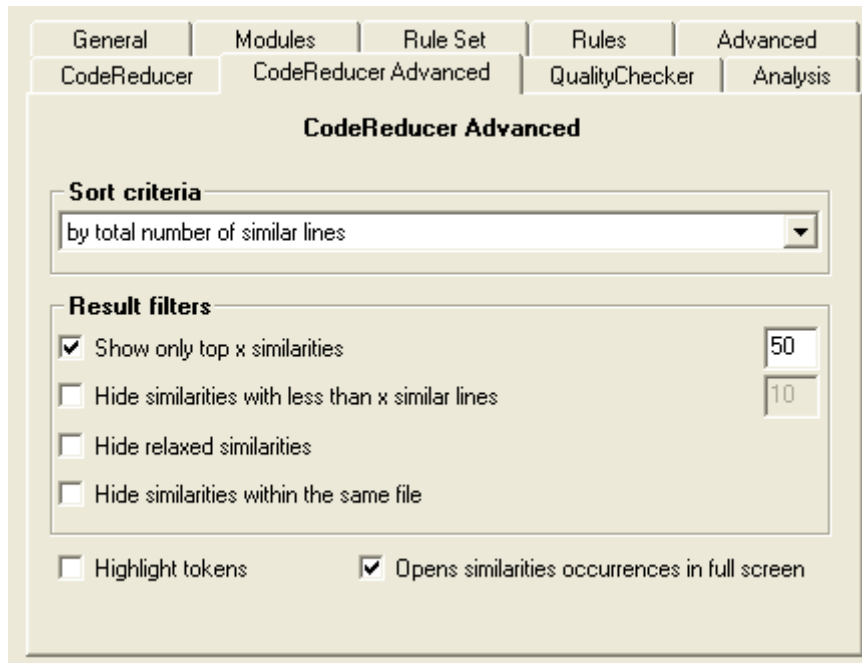 General Modules Rule Set Rules Advanced
CodeReducer CodeReducer Advanced QualityChecker Analysis
CodeReducer Advanced
Sort criteria
by total number of similar lines
Result filters
Show only top x similarities 50
Hide similarities with less than x similar lines 10
Hide relaxed similarities
Hide similarities within the same file
Highlight tokens Opens similarities occurrences in full screen